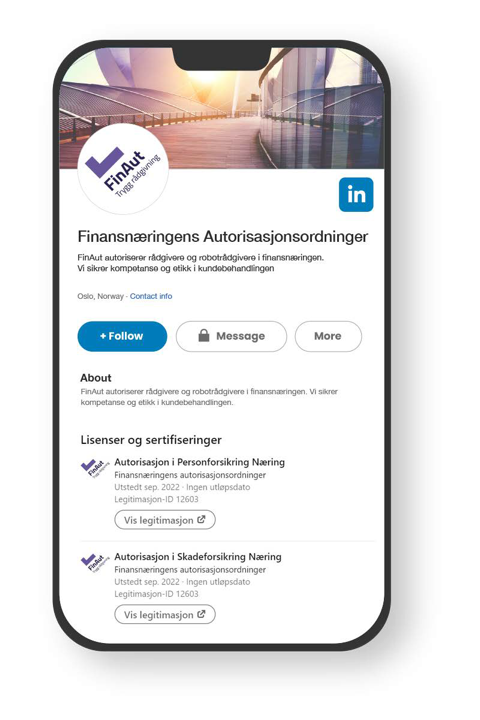 FinAut
Trygg rådgivning
in
Finansnæringens Autorisasjonsordninger
FinAut autoriserer rådgivere og robotrådgivere i finansnæringen.
Vi sikrer kompetanse og etikk i kundebehandlingen
Oslo, Norway · Contact info
+ Follow
Message
More
About
FinAut autoriserer rådgivere og robotrådgivere i finansnæringen. Vi sikrer
kompetanse og etikk i kundebehandlingen.
Lisenser og sertifiseringer
FinAut
Trygg rådgivning
Autorisasjon i Personforsikring Næring
Finansnæringens autorisasjonsordninger
Utstedt sep. 2022 · Ingen utløpsdato
Legitimasjon-ID 12603
Vis legitimasjon
FinAut
Trygg rådgivning
Autorisasjon i Skadeforsikring Næring
Finansnæringens autorisasjonsordninger
Utstedt sep. 2022 · Ingen utløpsdato
Legitimasjon-ID 12603
Vis legitimasjon